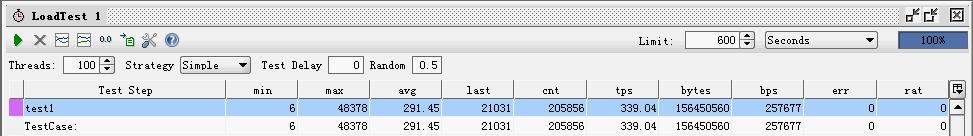 LoadTest 1
0.0 Limit: 600 Seconds 100%
Threads: 100 Strategy Simple Test Delay 0 Random 0.5
Test Step min max avg last cnt tps bytes bps err rat
test1 6 48378 291.45 21031 205856 339.04 156450560 257677 0 0
TestCase: 6 48378 291.45 21031 205856 339.04 156450560 257677 0 0